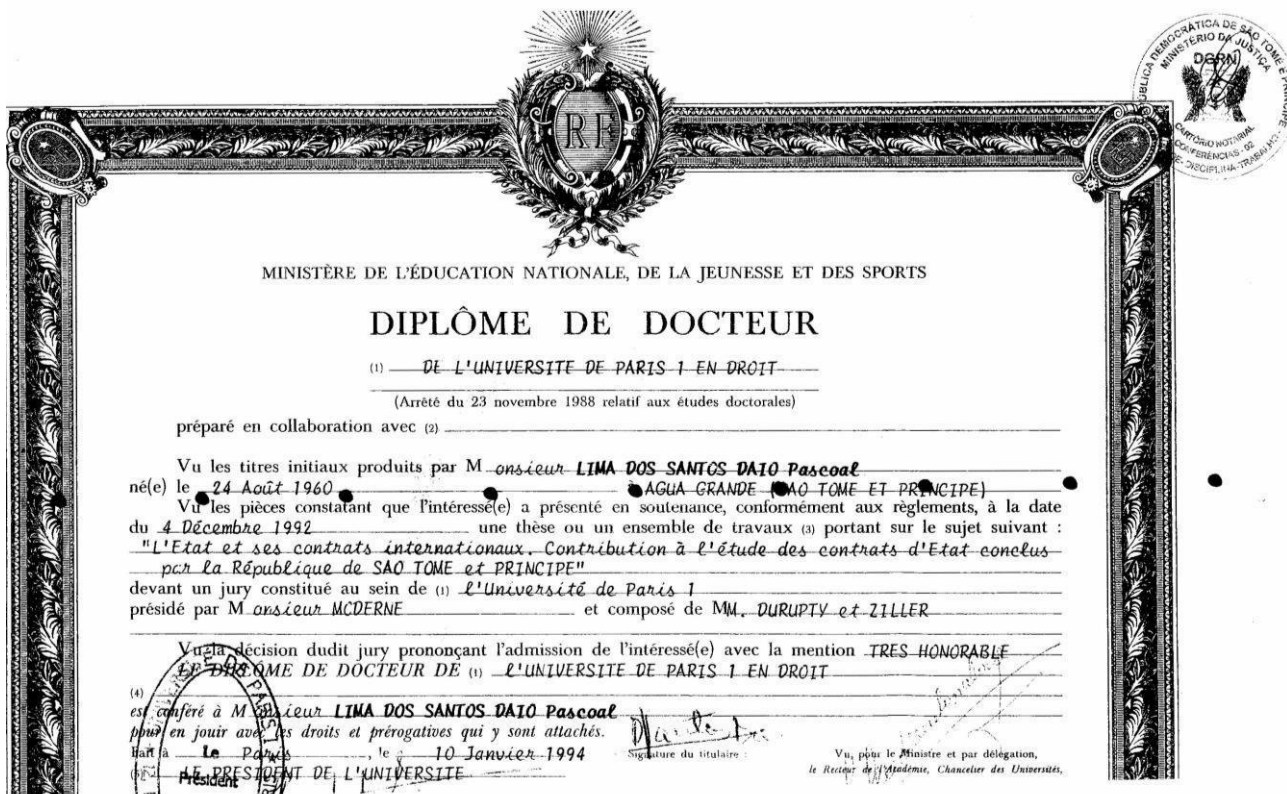 RF
REPÚBLICA DEMOCRÁTICA DE SÃO TOMÉ E PRÍNCIPE
MINISTÉRIO DA JUSTIÇA
DGRN
CARTÓRIO NOTARIAL
CONFERÊNCIAS - 02
DISCIPLINA-TRABALHO
MINISTÈRE DE L'ÉDUCATION NATIONALE, DE LA JEUNESSE ET DES SPORTS
DIPLÔME DE DOCTEUR
(1) DE L'UNIVERSITE DE PARIS 1 EN DROIT
(Arrêté du 23 novembre 1988 relatif aux études doctorales)
préparé en collaboration avec (2)
Vu les titres initiaux produits par Monsieur LIMA DOS SANTOS DAIO Pascoal
né(e) le 24 Août 1960 à AGUA GRANDE (SAO TOME ET PRINCIPE)
Vu les pièces constatant que l'intéressé(e) a présenté en soutenance, conformément aux règlements, à la date
du 4 Décembre 1992 une thèse ou un ensemble de travaux (3) portant sur le sujet suivant :
"L'Etat et ses contrats internationaux. Contribution à l'étude des contrats d'Etat conclus
par la République de SAO TOME et PRINCIPE"
devant un jury constitué au sein de (1) l'Université de Paris 1
présidé par Monsieur MODERNE et composé de MM. DURUPTY et ZILLER
Vu la décision dudit jury prononçant l'admission de l'intéressé(e) avec la mention TRES HONORABLE
LE DIPLÔME DE DOCTEUR DE (1) L'UNIVERSITE DE PARIS 1 EN DROIT
(4)
est conféré à Monsieur LIMA DOS SANTOS DAIO Pascoal
pour en jouir avec les droits et prérogatives qui y sont attachés.
Fait à Paris, le 10 Janvier 1994
Signature du titulaire :
Vu, pour le Ministre et par délégation,
le Recteur de l'Académie, Chancelier des Universités,
LE PRESIDENT DE L'UNIVERSITE
Le
Président